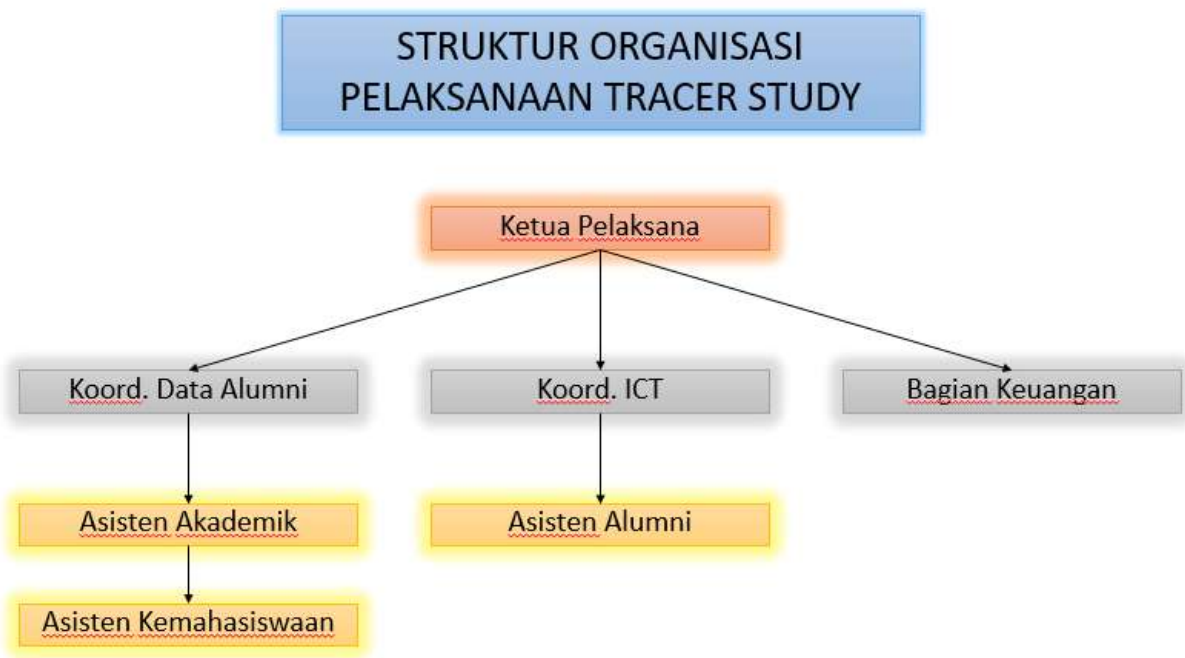 STRUKTUR ORGANISASI
PELAKSANAAN TRACER STUDY
Ketua Pelaksana
Koord. Data Alumni
Koord. ICT
Bagian Keuangan
Asisten Akademik
Asisten Alumni
Asisten Kemahasiswaan